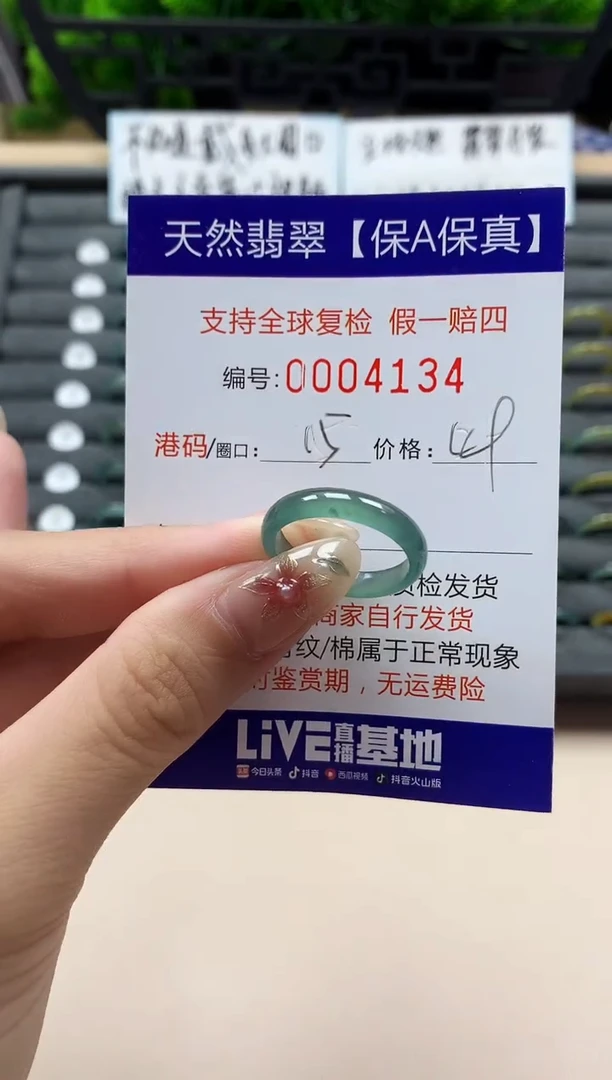 天然翡翠【保A保真】
支持全球复检 假一赔四
编号:0004134
港码/圈口: 15 价格:
质检发货
商家自行发货
纹/棉属于正常现象
鉴赏期，无运费险
LiVE直播基地
今日头条 抖音 西瓜视频 抖音火山版